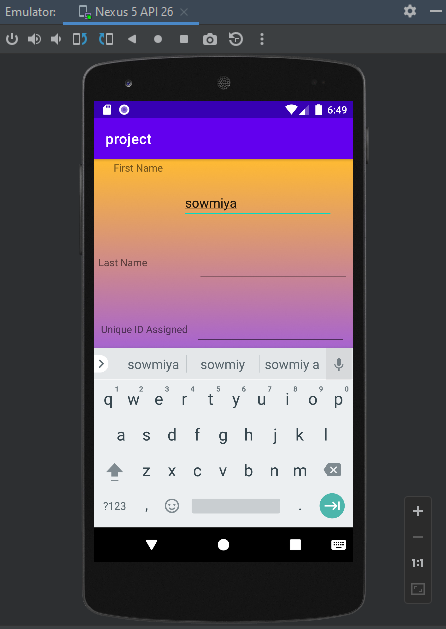 Emulator: Nexus 5 API 26
6:49
project
First Name
sowmiya
Last Name
Unique ID Assigned
sowmiya sowmiy sowmiy a
1 2 3 4 5 6 7 8 9 0
q w e r t y u i o p
a s d f g h j k l
z x c v b n m
?123 , .
1:1